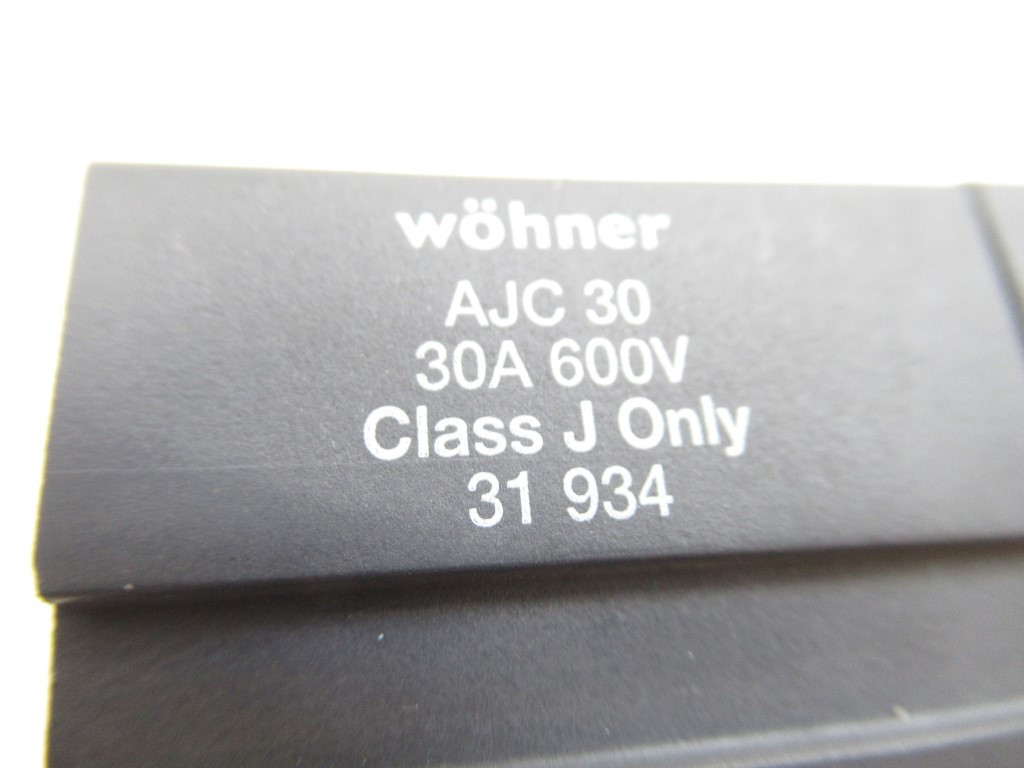 wöhner
AJC 30
30A 600V
Class J Only
31 934